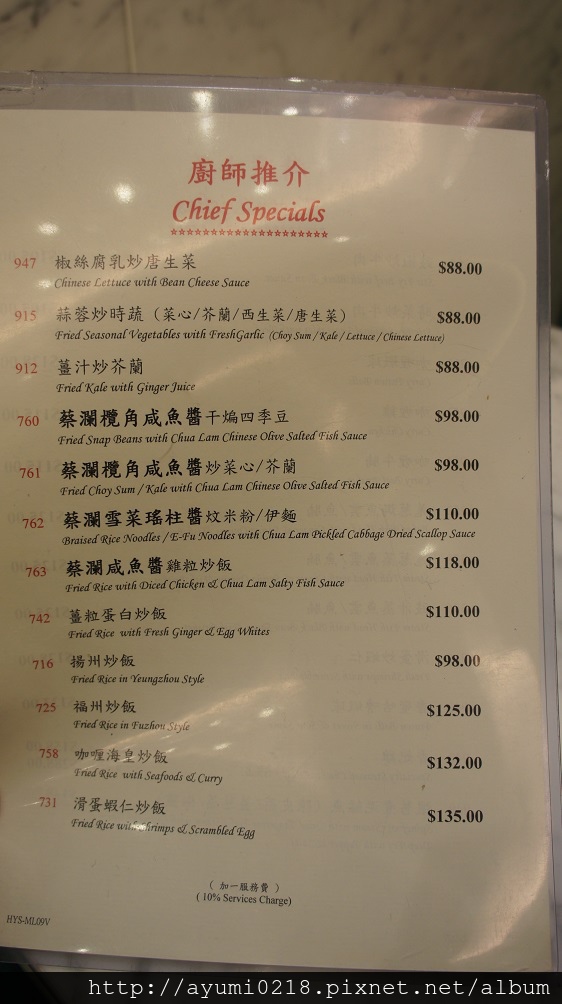 廚師推介
Chief Specials
********************
947 椒絲腐乳炒唐生菜 $88.00
Chinese Lettuce with Bean Cheese Sauce
915 蒜蓉炒時蔬（菜心/芥蘭/西生菜/唐生菜） $88.00
Fried Seasonal Vegetables with FreshGarlic (Choy Sum / Kale / Lettuce / Chinese Lettuce)
912 薑汁炒芥蘭 $88.00
Fried Kale with Ginger Juice
760 蔡瀾欖角咸魚醬干煸四季豆 $98.00
Fried Snap Beans with Chua Lam Chinese Olive Salted Fish Sauce
761 蔡瀾欖角咸魚醬炒菜心/芥蘭 $98.00
Fried Choy Sum / Kale with Chua Lam Chinese Olive Salted Fish Sauce
762 蔡瀾雪菜瑤柱醬炆米粉/伊麵 $110.00
Braised Rice Noodles / E-Fu Noodles with Chua Lam Pickled Cabbage Dried Scallop Sauce
763 蔡瀾咸魚醬雞粒炒飯 $118.00
Fried Rice with Diced Chicken & Chua Lam Salty Fish Sauce
742 薑粒蛋白炒飯 $110.00
Fried Rice with Fresh Ginger & Egg Whites
716 揚州炒飯 $98.00
Fried Rice in Yeungzhou Style
725 福州炒飯 $125.00
Fried Rice in Fuzhou Style
758 咖喱海皇炒飯 $132.00
Fried Rice with Seafoods & Curry
731 滑蛋蝦仁炒飯 $135.00
Fried Rice with Shrimps & Scrambled Egg
（ 加一服務費 ）
( 10% Services Charge)
HYS-ML09V
http://ayumi0218.pixnet.net/album